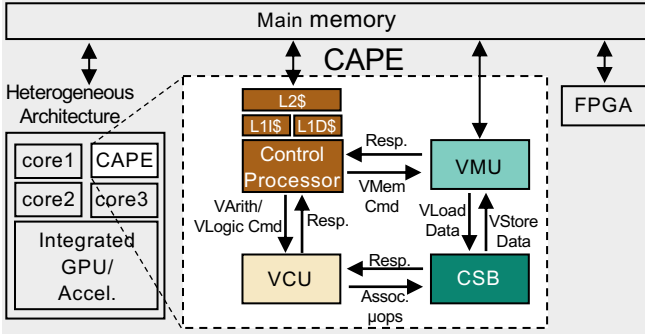 Main memory
CAPE
Heterogeneous
Architecture
FPGA
core1
CAPE
core2
core3
Integrated
GPU/
Accel.
L2$
L1I$
L1D$
Control
Processor
Resp.
VMem
Cmd
VMU
VArith/
VLogic Cmd
Resp.
VLoad
Data
VStore
Data
VCU
Resp.
Assoc.
μops
CSB